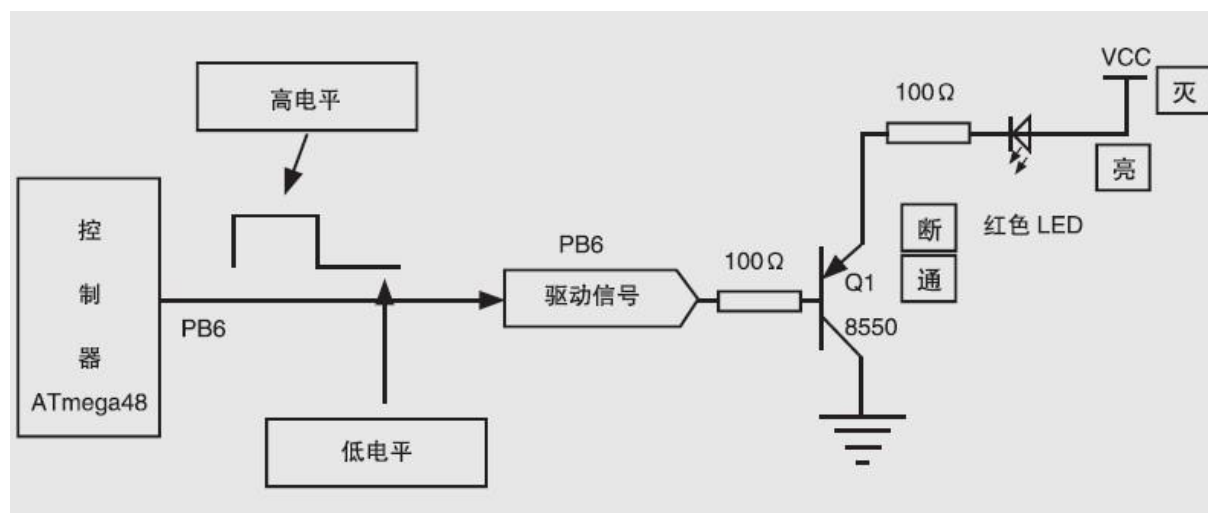 高电平
控
制
器
ATmega48
PB6
低电平
PB6
驱动信号
100Ω
Q1
8550
断
通
100Ω
红色 LED
VCC
灭
亮